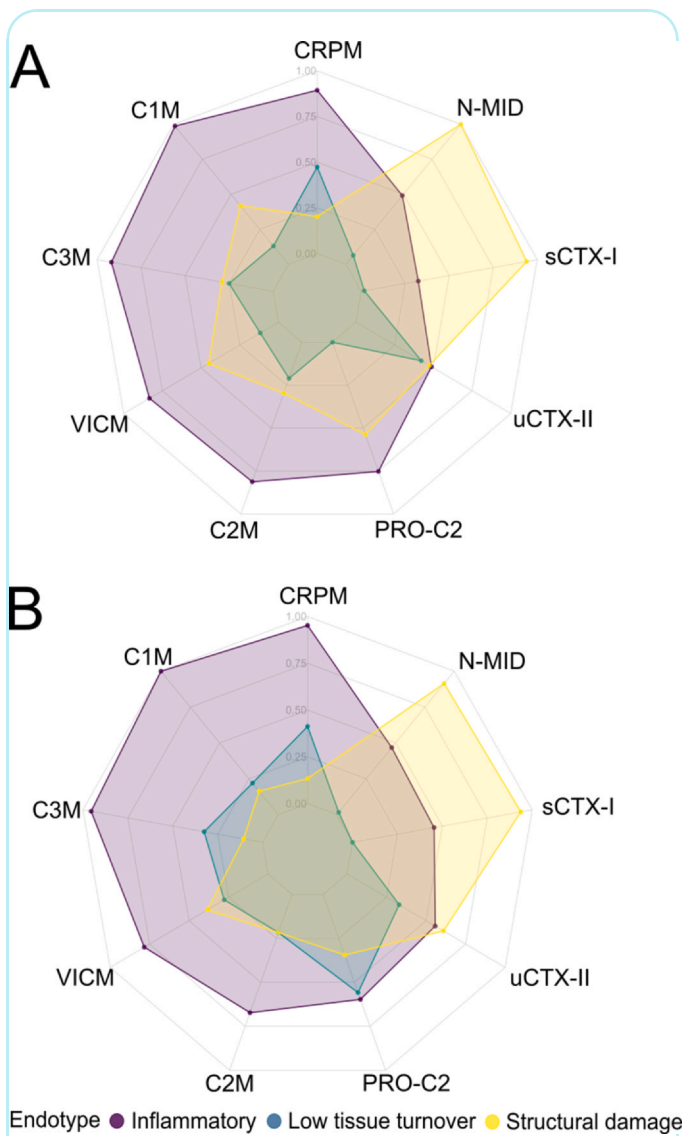 A
CRPM
1.00
C1M
N-MID
0.75
0.50
0.25
C3M
0.00
sCTX-I
VICM
uCTX-II
C2M
PRO-C2
B
CRPM
1.00
C1M
N-MID
0.75
0.50
0.25
C3M
0.00
sCTX-I
VICM
uCTX-II
C2M
PRO-C2
Endotype Inflammatory Low tissue turnover Structural damage